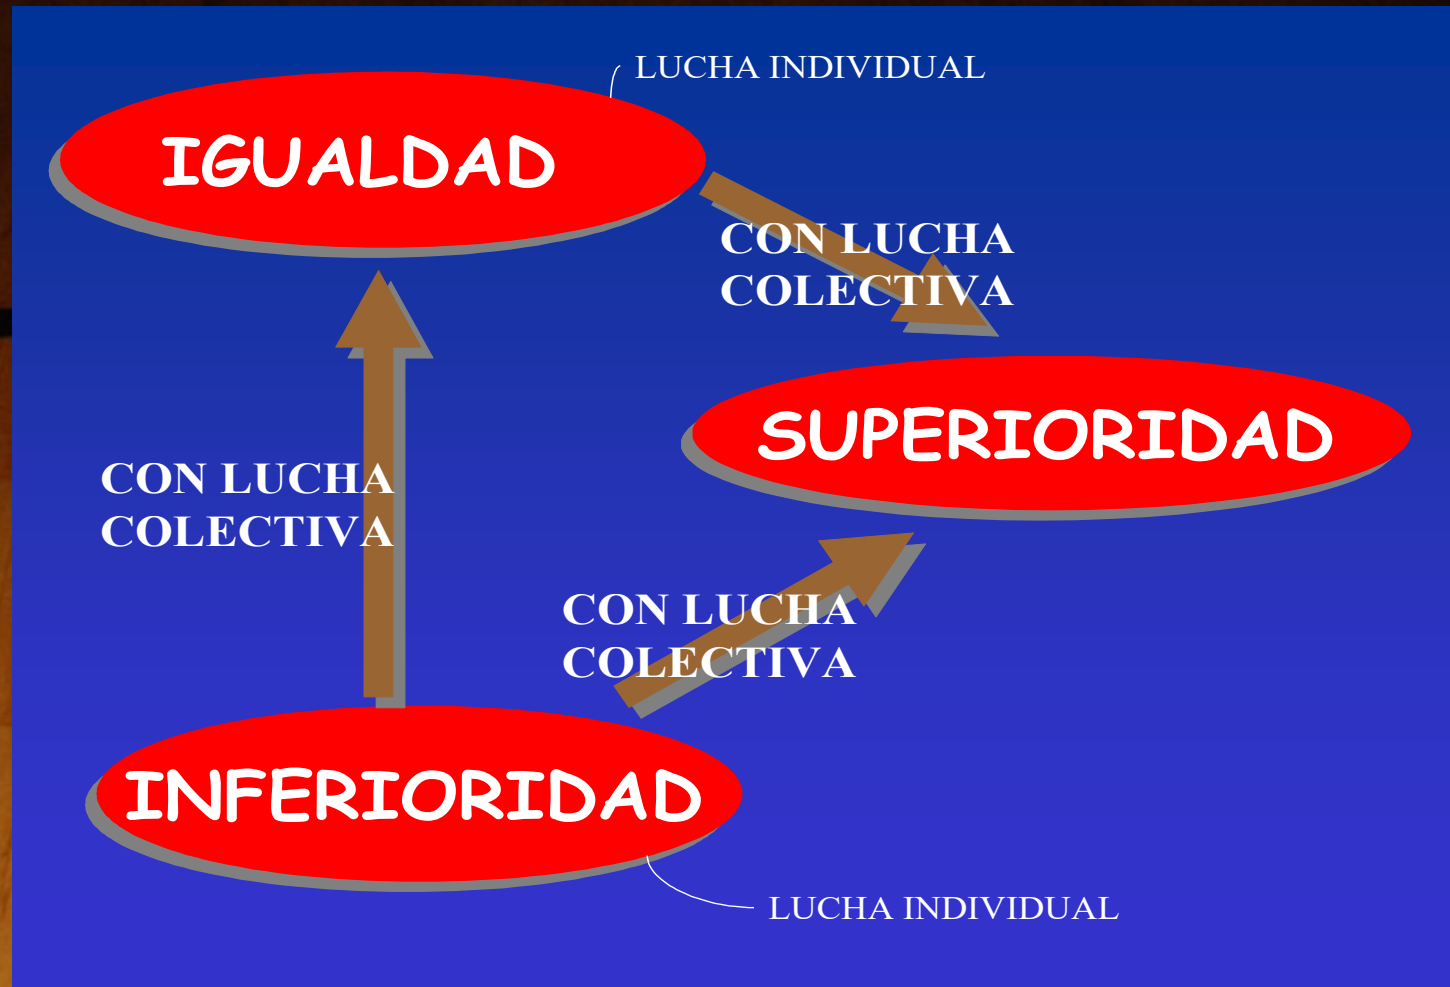 LUCHA INDIVIDUAL
IGUALDAD
CON LUCHA
COLECTIVA
SUPERIORIDAD
CON LUCHA
COLECTIVA
CON LUCHA
COLECTIVA
INFERIORIDAD
LUCHA INDIVIDUAL